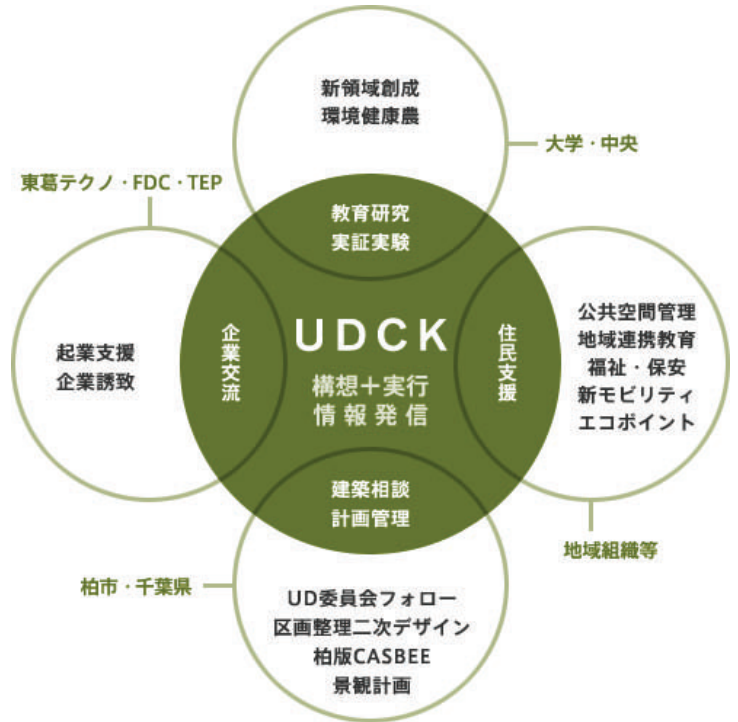 新領域創成
環境健康農
大学・中央
東葛テクノ・FDC・TEP
教育研究
実証実験
起業支援
企業誘致
企業交流
UDCK
構想＋実行
情報発信
住民支援
公共空間管理
地域連携教育
福祉・保安
新モビリティ
エコポイント
建築相談
計画管理
地域組織等
柏市・千葉県
UD委員会フォロー
区画整理二次デザイン
柏版CASBEE
景観計画